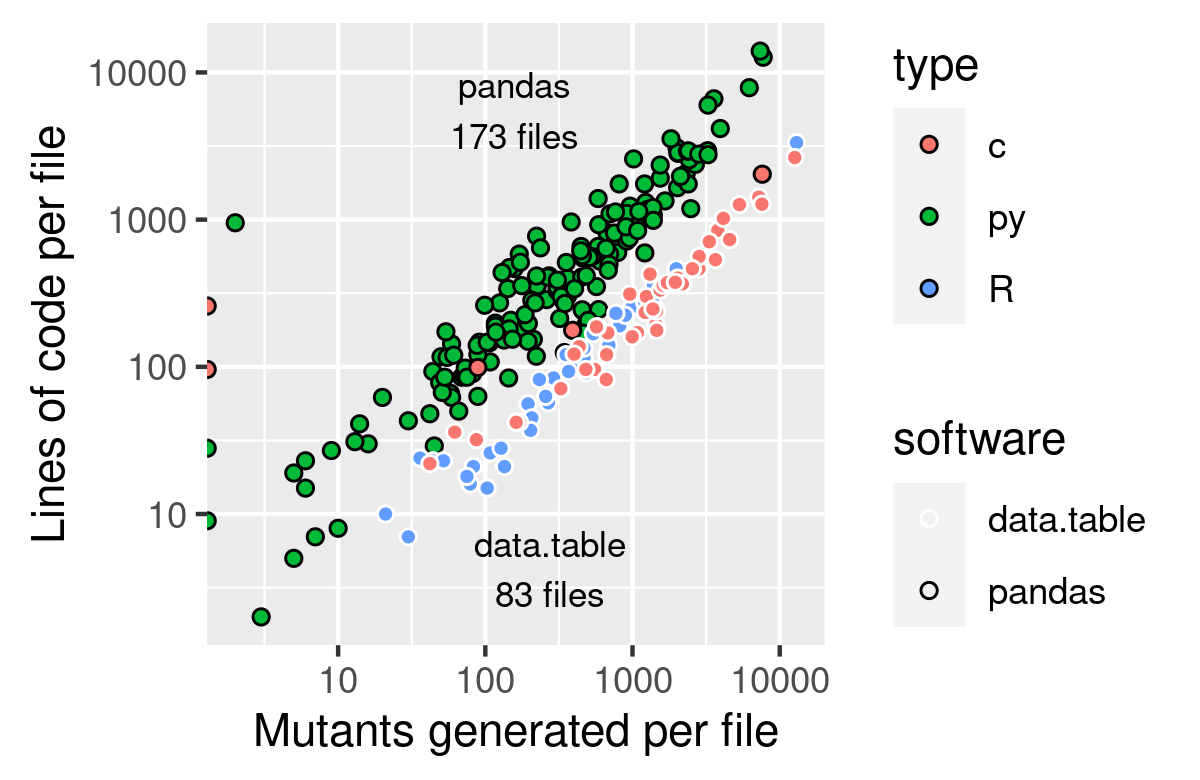 10000
1000
100
10
Lines of code per file
pandas
173 files
data.table
83 files
10
100
1000
10000
Mutants generated per file
type
c
py
R
software
data.table
pandas